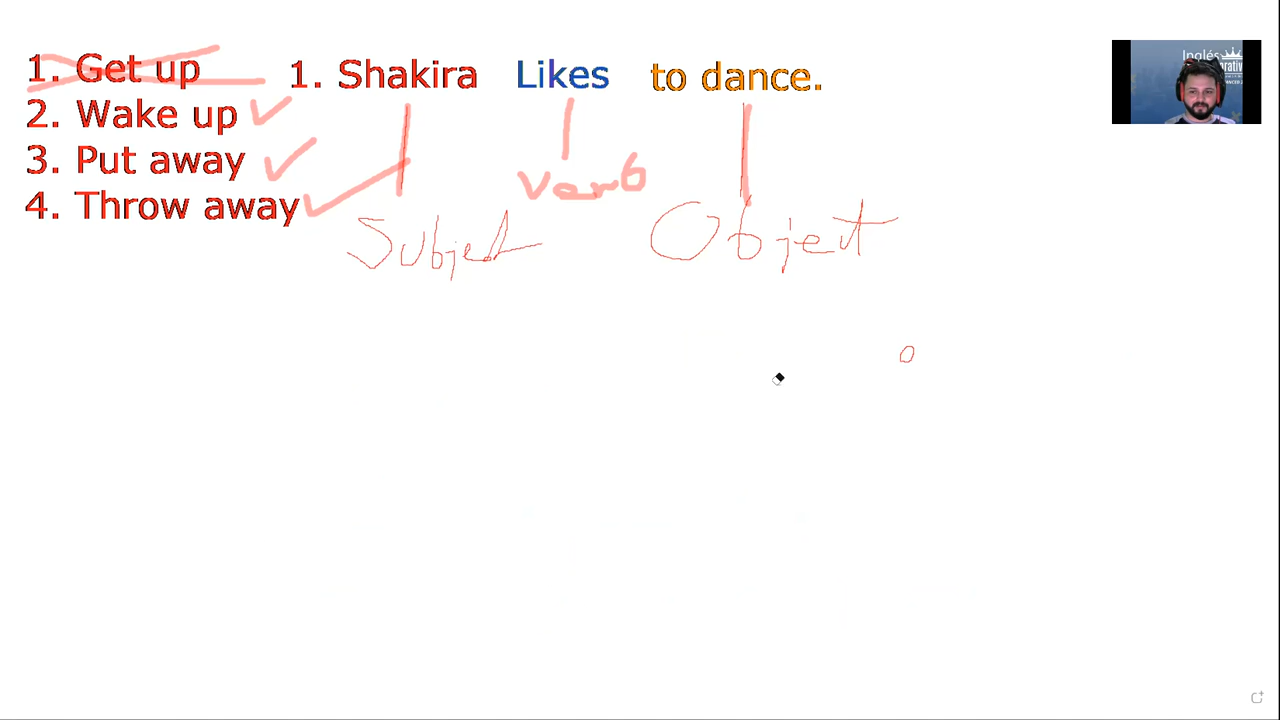 1. Get up
2. Wake up
3. Put away
4. Throw away
1. Shakira Likes to dance.
verb
Subject Object
o
Inglés